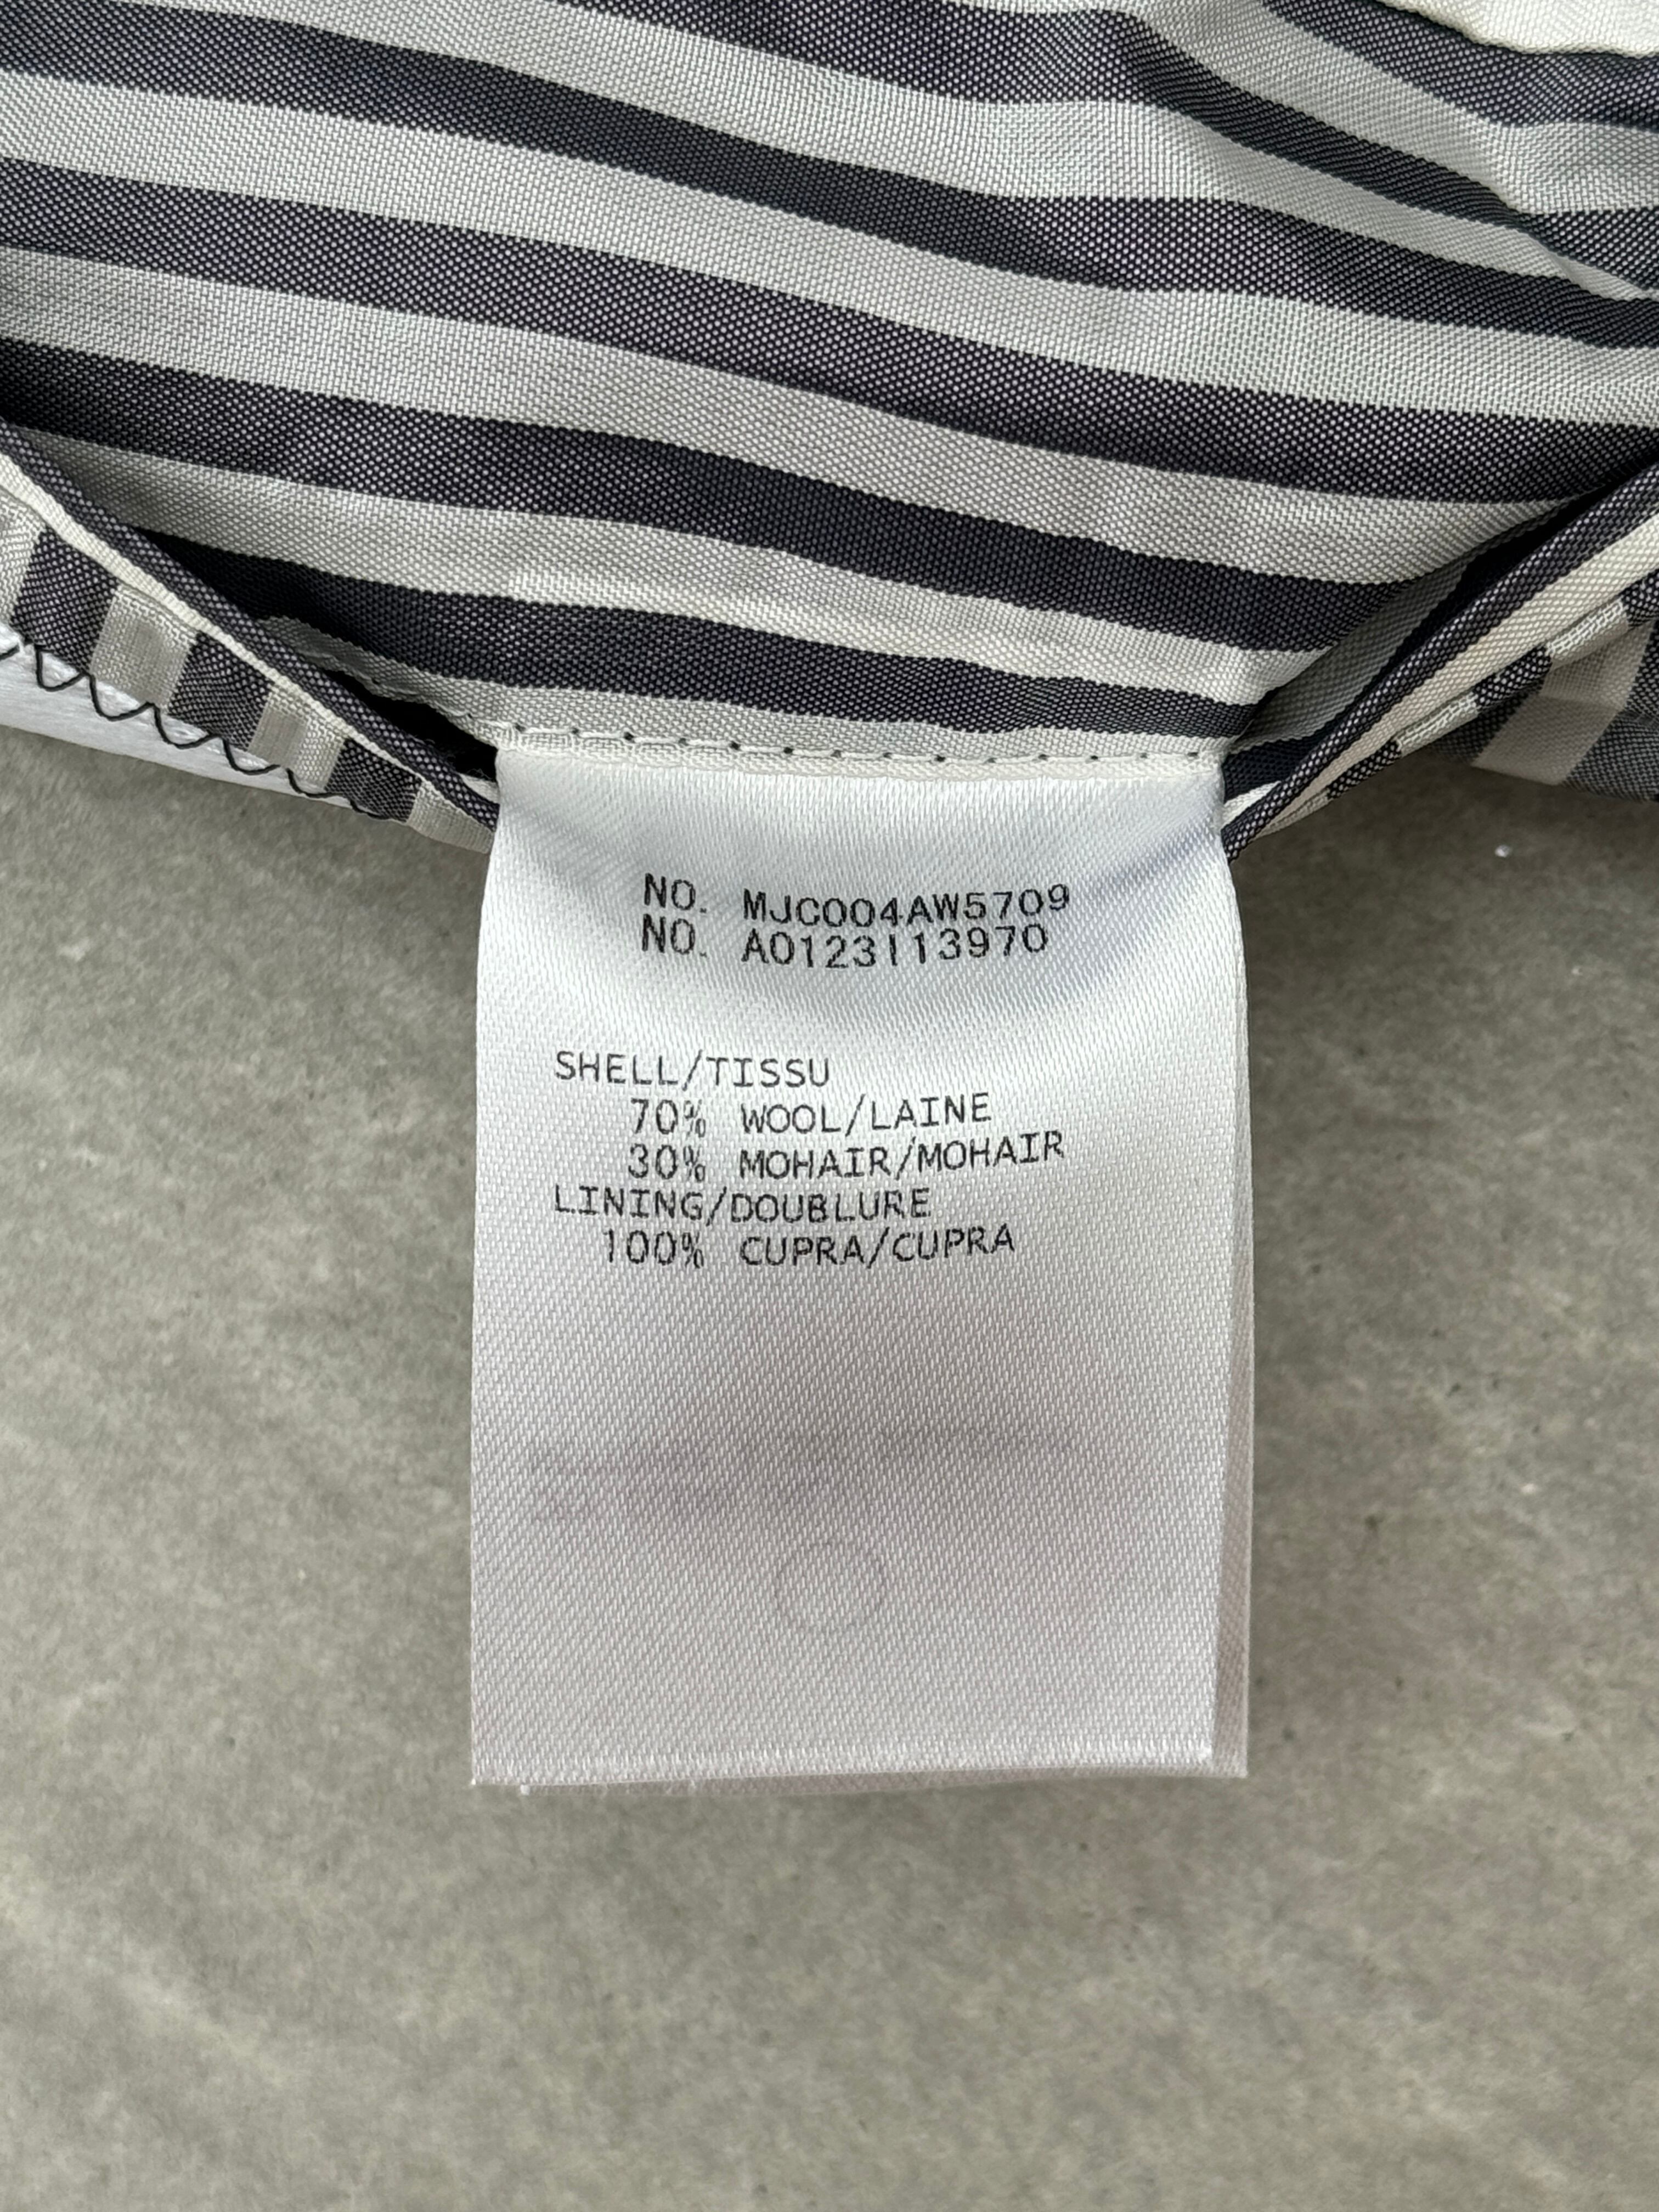 NO. MJC004AW5709
NO. A0123113970
SHELL/TISSU
70% WOOL/LAINE
30% MOHAIR/MOHAIR
LINING/DOUBLURE
100% CUPRA/CUPRA